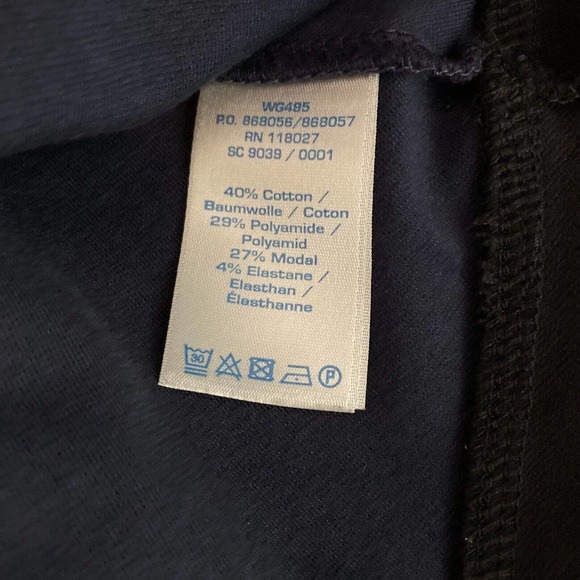 WG495
P.O. 868056/868057
RN 118027
SC 9039 / 0001
40% Cotton /
Baumwolle / Coton
29% Polyamide /
Polyamid
27% Modal
4% Elastane /
Elasthan /
Élasthanne
30 P